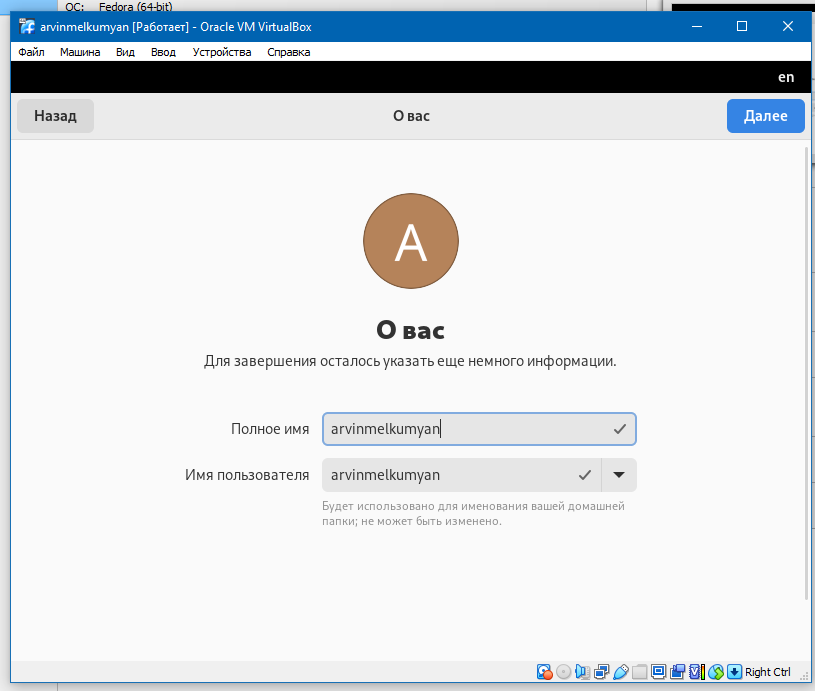 ОС: Fedora (64-bit)
arvinmelkumyan [Работает] - Oracle VM VirtualBox
Файл Машина Вид Ввод Устройства Справка
en
Назад О вас Далее
A
О вас
Для завершения осталось указать еще немного информации.
Полное имя arvinmelkumyan
Имя пользователя arvinmelkumyan
Будет использовано для именования вашей домашней
папки; не может быть изменено.
Right Ctrl